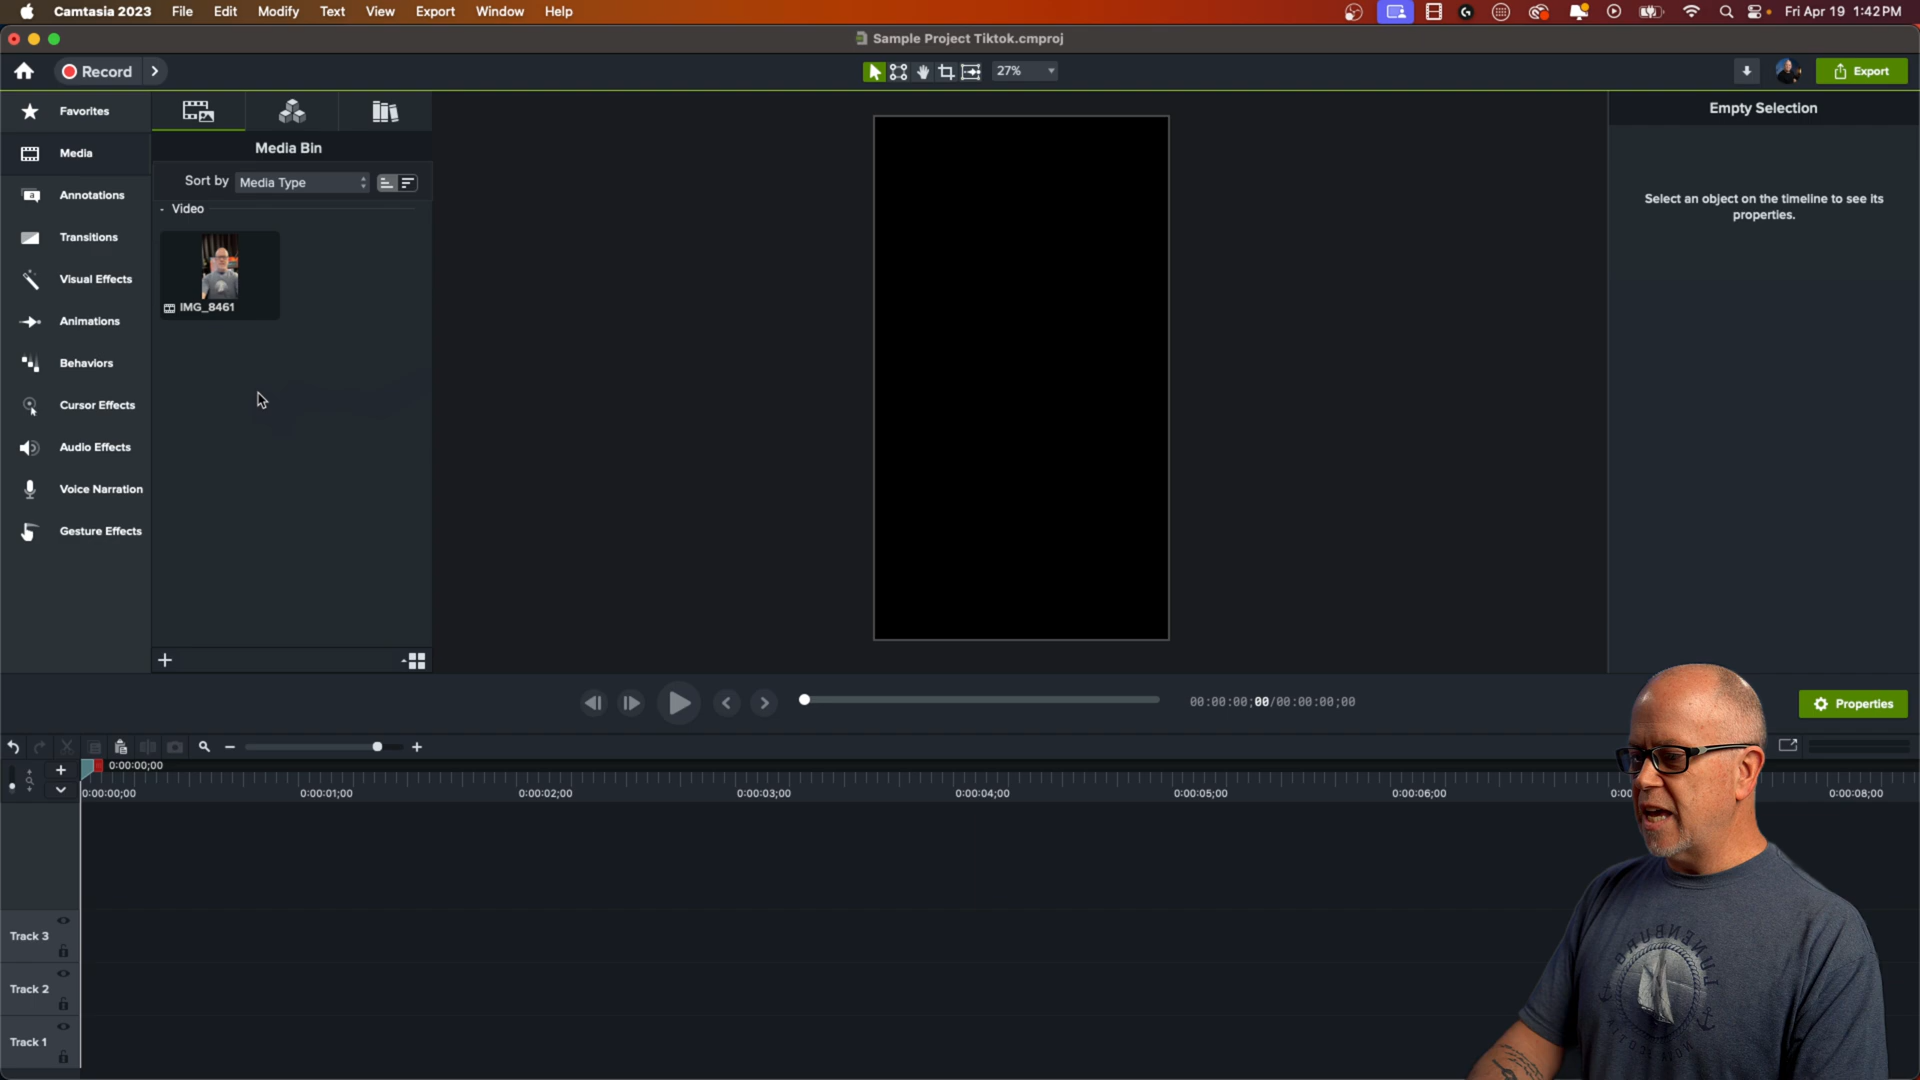 Camtasia 2023 File Edit Modify Text View Export Window Help Fri Apr 19 1:42 PM
Sample Project Tiktok.cmproj
Record 27% Export
Favorites
Media
Annotations
Transitions
Visual Effects
Animations
Behaviors
Cursor Effects
Audio Effects
Voice Narration
Gesture Effects
Media Bin
Sort by Media Type
Video
IMG_8461
Empty Selection
Select an object on the timeline to see its
properties.
00:00:00;00/00:00:00;00
Properties
0:00:00;00
0:00:00;00 0:00:01;00 0:00:02;00 0:00:03;00 0:00:04;00 0:00:05;00 0:00:06;00 0:00:08;00
Track 3
Track 2
Track 1
LUNENBURG